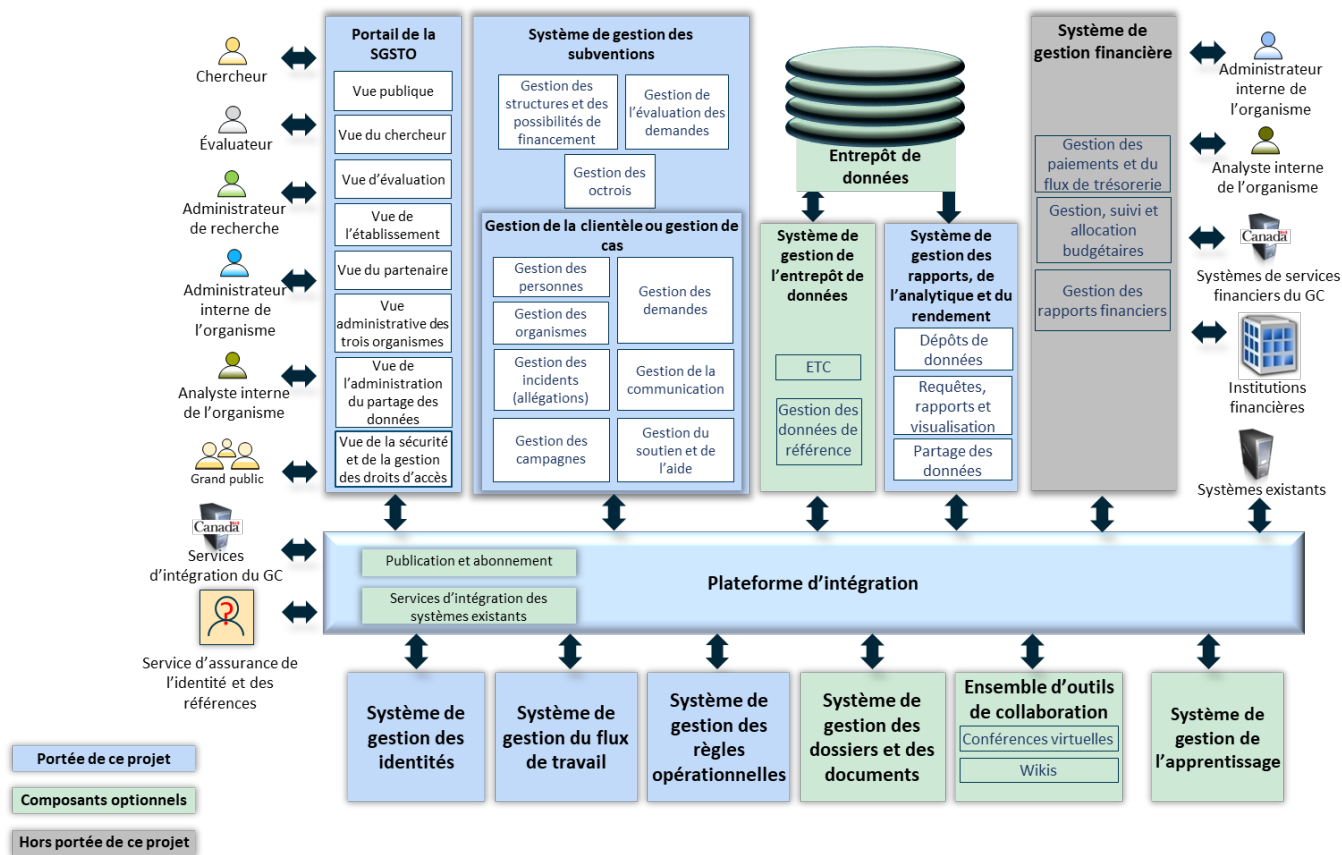 Chercheur
Évaluateur
Administrateur
de recherche
Administrateur
interne de
l'organisme
Analyste interne
de l'organisme
Grand public
Canada
Services
d'intégration du GC
?
Service d'assurance de
l'identité et des
références
Portail de la
SGSTO
Vue publique
Vue du chercheur
Vue d'évaluation
Vue de
l'établissement
Vue du partenaire
Vue
administrative des
trois organismes
Vue de
l'administration
du partage des
données
Vue de la sécurité
et de la gestion
des droits d'accès
Système de gestion des
subventions
Gestion des
structures et des
possibilités de
financement
Gestion de
l'évaluation des
demandes
Gestion des
octrois
Gestion de la clientèle ou gestion de
cas
Gestion des
personnes
Gestion des
demandes
Gestion des
organismes
Gestion des
incidents
(allégations)
Gestion de la
communication
Gestion des
campagnes
Gestion du
soutien et de
l'aide
Entrepôt de
données
Système de
gestion de
l'entrepôt de
données
ETC
Gestion des
données de
référence
Système de
gestion des
rapports, de
l'analytique et du
rendement
Dépôts de
données
Requêtes,
rapports et
visualisation
Partage des
données
Système de
gestion financière
Gestion des
paiements et du
flux de trésorerie
Gestion, suivi et
allocation
budgétaires
Gestion des
rapports financiers
Administrateur
interne de
l'organisme
Analyste interne
de l'organisme
Canada
Systèmes de services
financiers du GC
Institutions
financières
Systèmes existants
Publication et abonnement
Services d'intégration des
systèmes existants
Plateforme d'intégration
Système de
gestion des
identités
Système de
gestion du flux
de travail
Système de
gestion des
règles
opérationnelles
Système de
gestion des
dossiers et des
documents
Ensemble d'outils
de collaboration
Conférences virtuelles
Wikis
Système de
gestion de
l'apprentissage
Portée de ce projet
Composants optionnels
Hors portée de ce projet